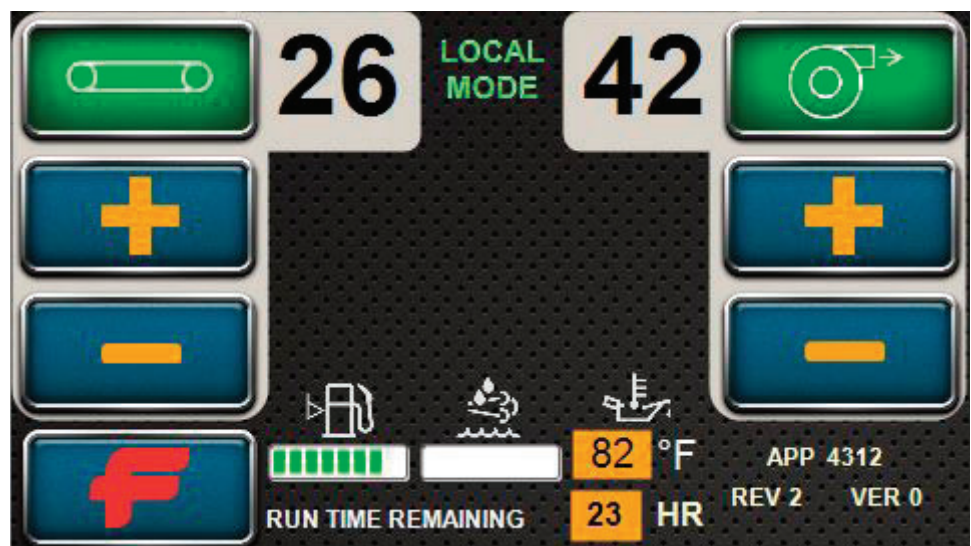 26
LOCAL
MODE
42
82 °F
APP 4312
REV 2 VER 0
RUN TIME REMAINING 23 HR